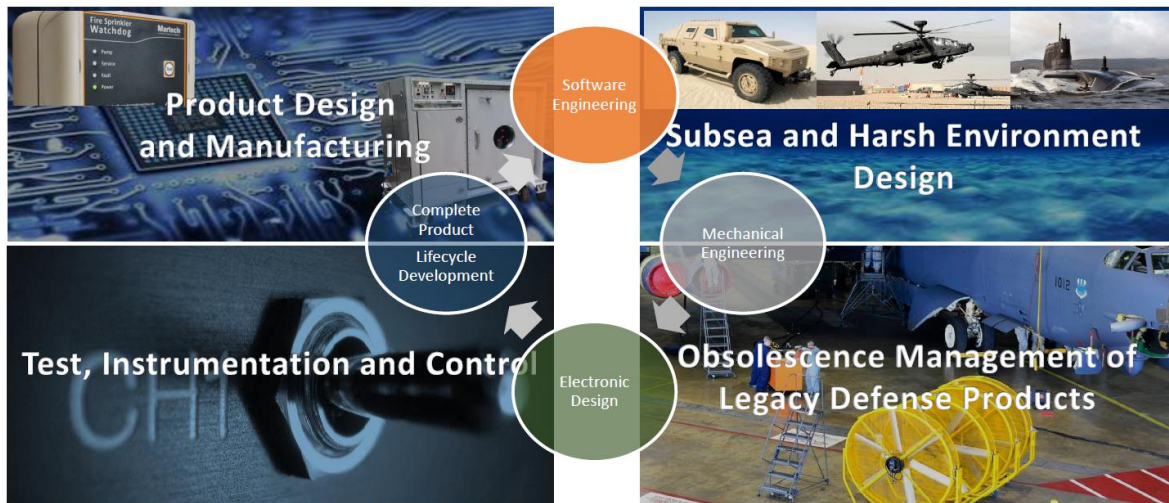 Fire Sprinkler
Watchdog
Martech
Pump
Service
Fault
Power
Product Design
and Manufacturing
Software
Engineering
Subsea and Harsh Environment
Design
Complete
Product
Lifecycle
Development
Mechanical
Engineering
1012
Test, Instrumentation and Control
CH1
Electronic
Design
Obsolescence Management of
Legacy Defense Products